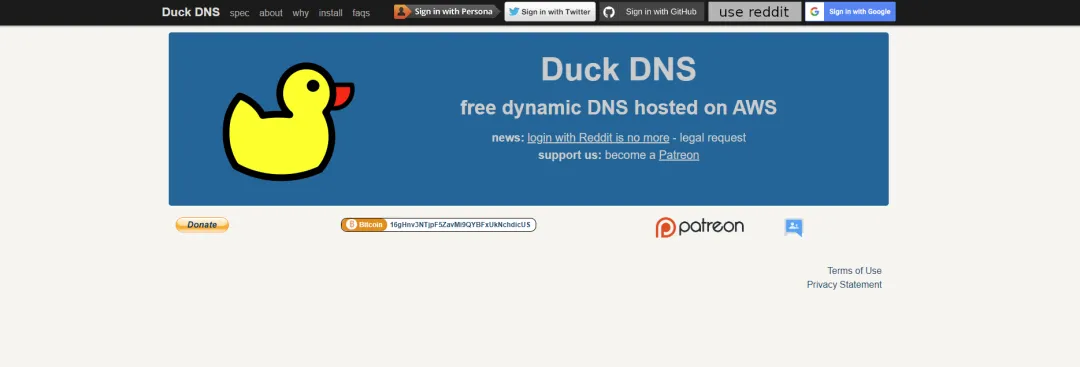 Duck DNS spec about why install faqs Sign in with Persona Sign in with Twitter Sign in with GitHub use reddit Sign in with Google
Duck DNS
free dynamic DNS hosted on AWS
news: login with Reddit is no more - legal request
support us: become a Patreon
Donate Bitcoin 16gHnv3NTjpF5ZavMi9QYBFxUkNchdicUS patreon
Terms of Use
Privacy Statement